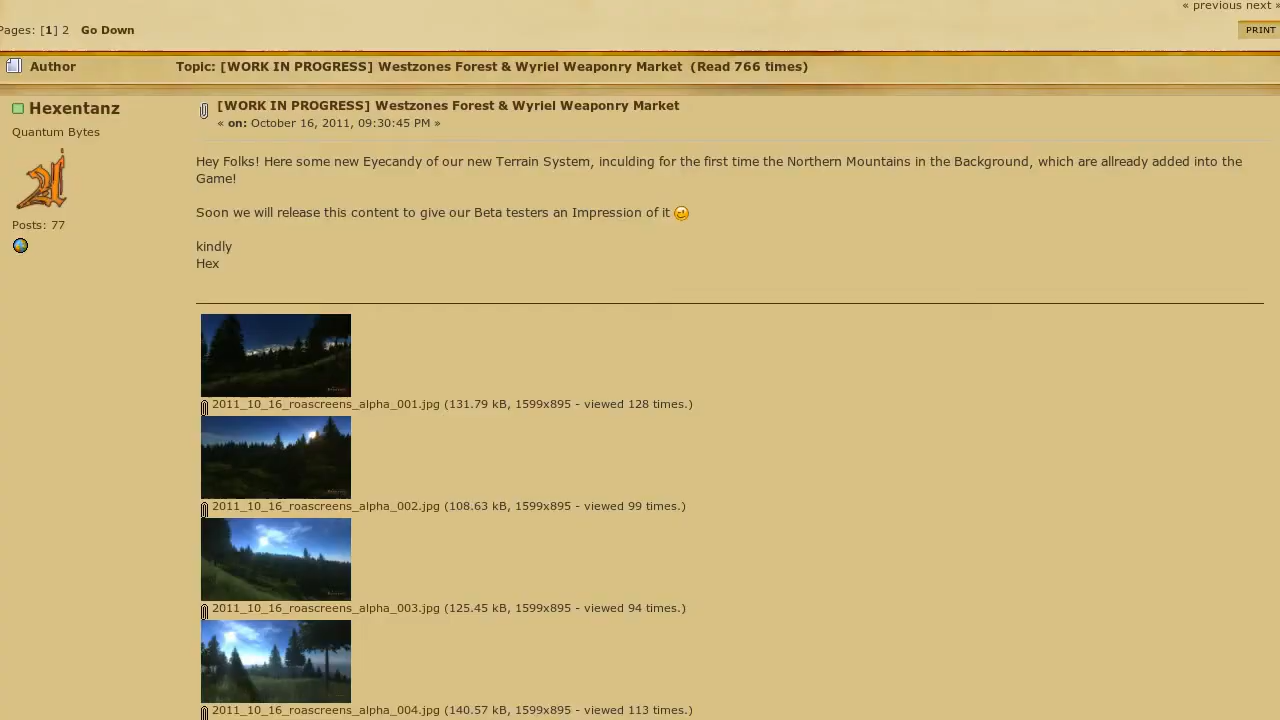 « previous next »
Pages: [1] 2 Go Down
PRINT
Author Topic: [WORK IN PROGRESS] Westzones Forest & Wyriel Weaponry Market (Read 766 times)
Hexentanz
Quantum Bytes
Posts: 77
[WORK IN PROGRESS] Westzones Forest & Wyriel Weaponry Market
« on: October 16, 2011, 09:30:45 PM »
Hey Folks! Here some new Eyecandy of our new Terrain System, inculding for the first time the Northern Mountains in the Background, which are allready added into the
Game!
Soon we will release this content to give our Beta testers an Impression of it
kindly
Hex
2011_10_16_roascreens_alpha_001.jpg (131.79 kB, 1599x895 - viewed 128 times.)
2011_10_16_roascreens_alpha_002.jpg (108.63 kB, 1599x895 - viewed 99 times.)
2011_10_16_roascreens_alpha_003.jpg (125.45 kB, 1599x895 - viewed 94 times.)
2011_10_16_roascreens_alpha_004.jpg (140.57 kB, 1599x895 - viewed 113 times.)